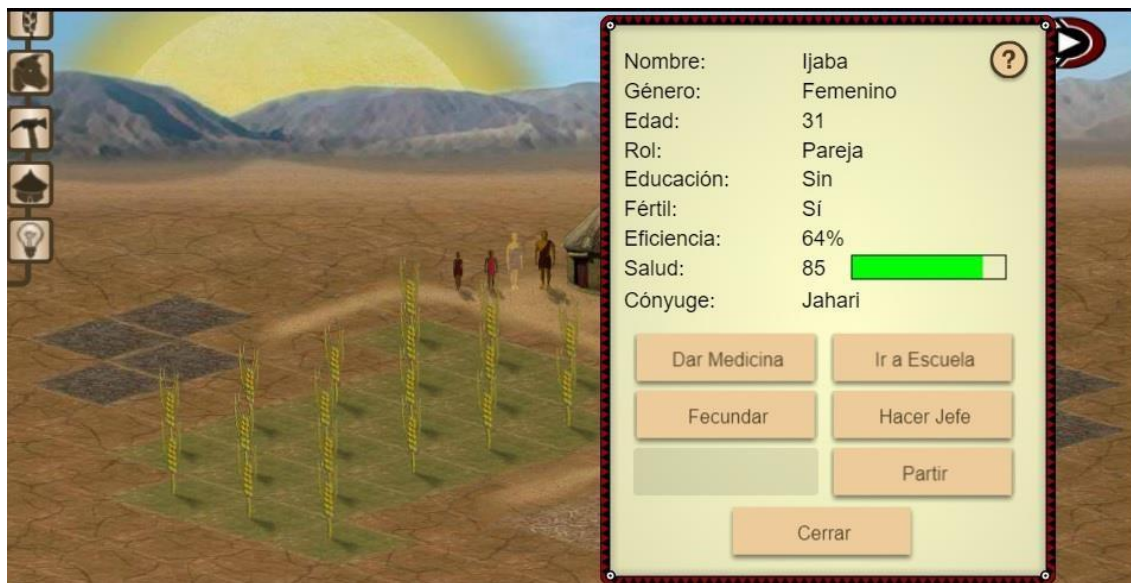 Nombre: Ijaba
?
Género: Femenino
Edad: 31
Rol: Pareja
Educación: Sin
Fértil: Sí
Eficiencia: 64%
Salud: 85
Cónyuge: Jahari
Dar Medicina Ir a Escuela
Fecundar Hacer Jefe
Partir
Cerrar